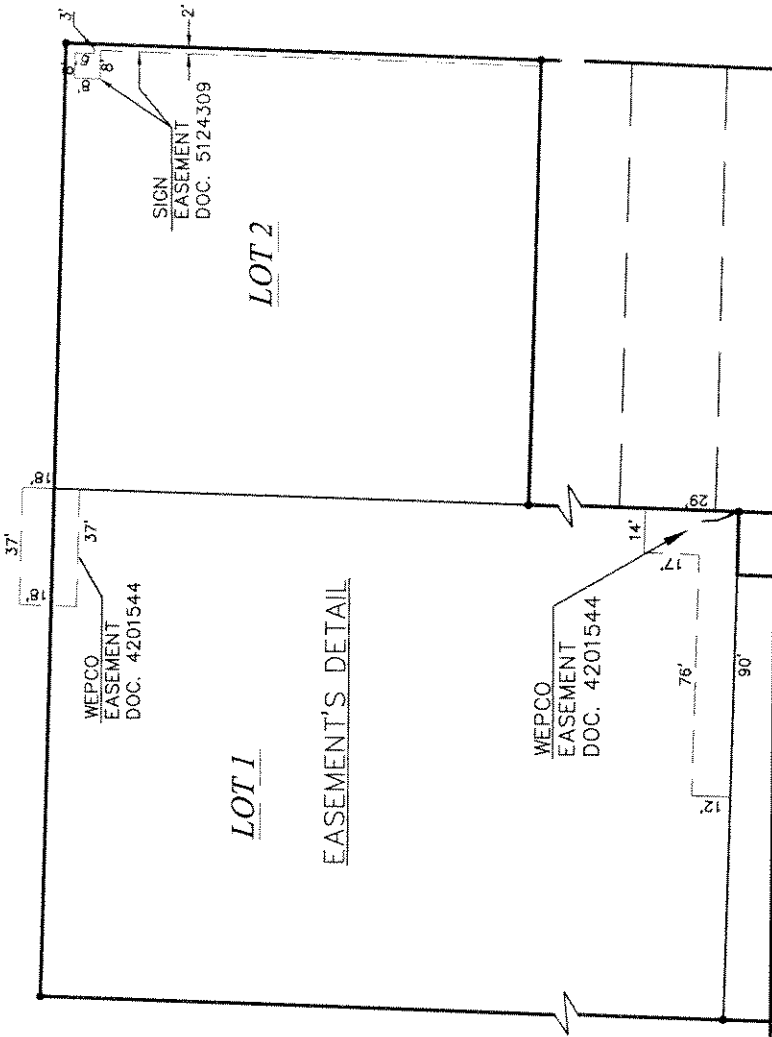 3'
2'
6'
8'
8'
SIGN
EASEMENT
DOC. 5124309
LOT 2
18'
37'
37'
18'
WEPCO
EASEMENT
DOC. 4201544
LOT 1
EASEMENT'S DETAIL
WEPCO
EASEMENT
DOC. 4201544
29'
14'
17'
76'
90'
12'